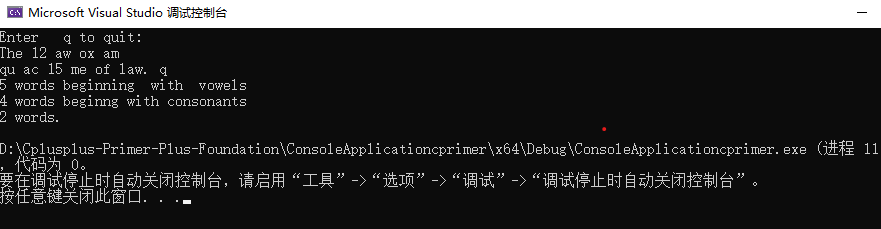 Microsoft Visual Studio 调试控制台
Enter   q to quit:
The 12 aw ox am
qu ac 15 me of law. q
5 words beginning  with  vowels
4 words beginng with consonants
2 words.
D:\Cplusplus-Primer-Plus-Foundation\ConsoleApplicationcprimer\x64\Debug\ConsoleApplicationcprimer.exe (进程 11
，代码为 0。
要在调试停止时自动关闭控制台，请启用“工具”->“选项”->“调试”->“调试停止时自动关闭控制台”。
按任意键关闭此窗口. . .